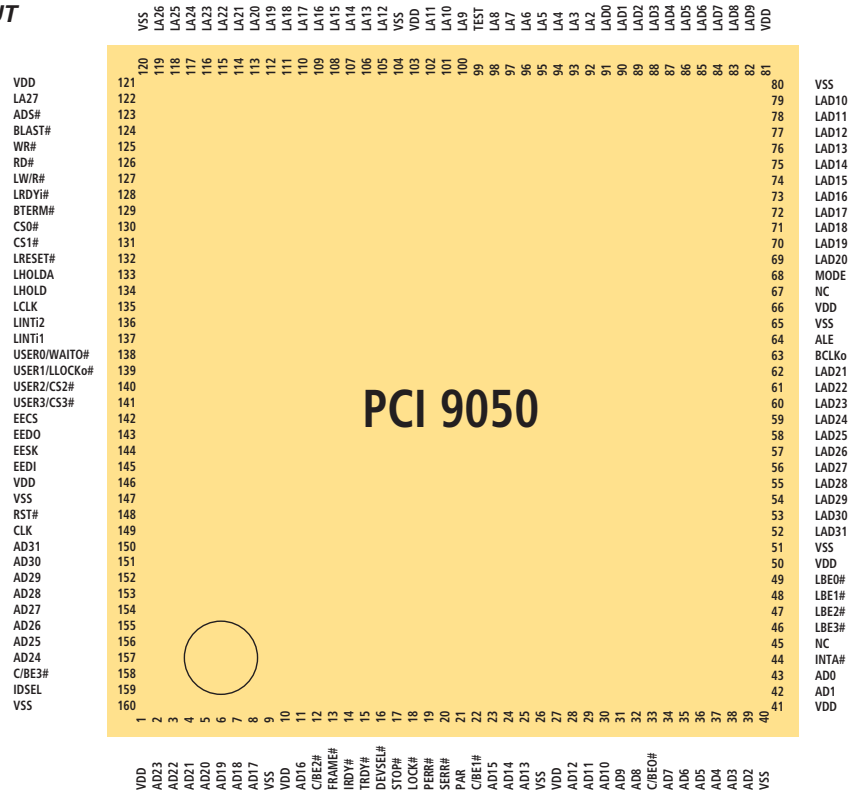 UT
VSS LA26 LA25 LA24 LA23 LA22 LA21 LA20 LA19 LA18 LA17 LA16 LA15 LA14 LA13 LA12 VSS VDD LA11 LA10 LA9 TEST LA8 LA7 LA6 LA5 LA4 LA3 LA2 LAD0 LAD1 LAD2 LAD3 LAD4 LAD5 LAD6 LAD7 LAD8 LAD9 VDD
120 119 118 117 116 115 114 113 112 111 110 109 108 107 106 105 104 103 102 101 100 99 98 97 96 95 94 93 92 91 90 89 88 87 86 85 84 83 82 81
VDD 121 80 VSS
LA27 122 79 LAD10
ADS# 123 78 LAD11
BLAST# 124 77 LAD12
WR# 125 76 LAD13
RD# 126 75 LAD14
LW/R# 127 74 LAD15
LRDYi# 128 73 LAD16
BTERM# 129 72 LAD17
CS0# 130 71 LAD18
CS1# 131 70 LAD19
LRESET# 132 69 LAD20
LHOLDA 133 68 MODE
LHOLD 134 67 NC
LCLK 135 66 VDD
LINTi2 136 65 VSS
LINTi1 137 64 ALE
USER0/WAITO# 138 63 BCLKo
USER1/LLOCKo# 139 62 LAD21
USER2/CS2# 140 61 LAD22
USER3/CS3# 141 60 LAD23
EECS 142 59 LAD24
EEDO 143 58 LAD25
EESK 144 57 LAD26
EEDI 145 56 LAD27
VDD 146 55 LAD28
VSS 147 54 LAD29
RST# 148 53 LAD30
CLK 149 52 LAD31
AD31 150 51 VSS
AD30 151 50 VDD
AD29 152 49 LBE0#
AD28 153 48 LBE1#
AD27 154 47 LBE2#
AD26 155 46 LBE3#
AD25 156 45 NC
AD24 157 44 INTA#
C/BE3# 158 43 AD0
IDSEL 159 42 AD1
VSS 160 41 VDD
PCI 9050
1 2 3 4 5 6 7 8 9 10 11 12 13 14 15 16 17 18 19 20 21 22 23 24 25 26 27 28 29 30 31 32 33 34 35 36 37 38 39 40
VDD AD23 AD22 AD21 AD20 AD19 AD18 AD17 VSS VDD AD16 C/BE2# FRAME# IRDY# TRDY# DEVSEL# STOP# LOCK# PERR# SERR# PAR C/BE1# AD15 AD14 AD13 VSS VDD AD12 AD11 AD10 AD9 AD8 C/BEO# AD7 AD6 AD5 AD4 AD3 AD2 VSS